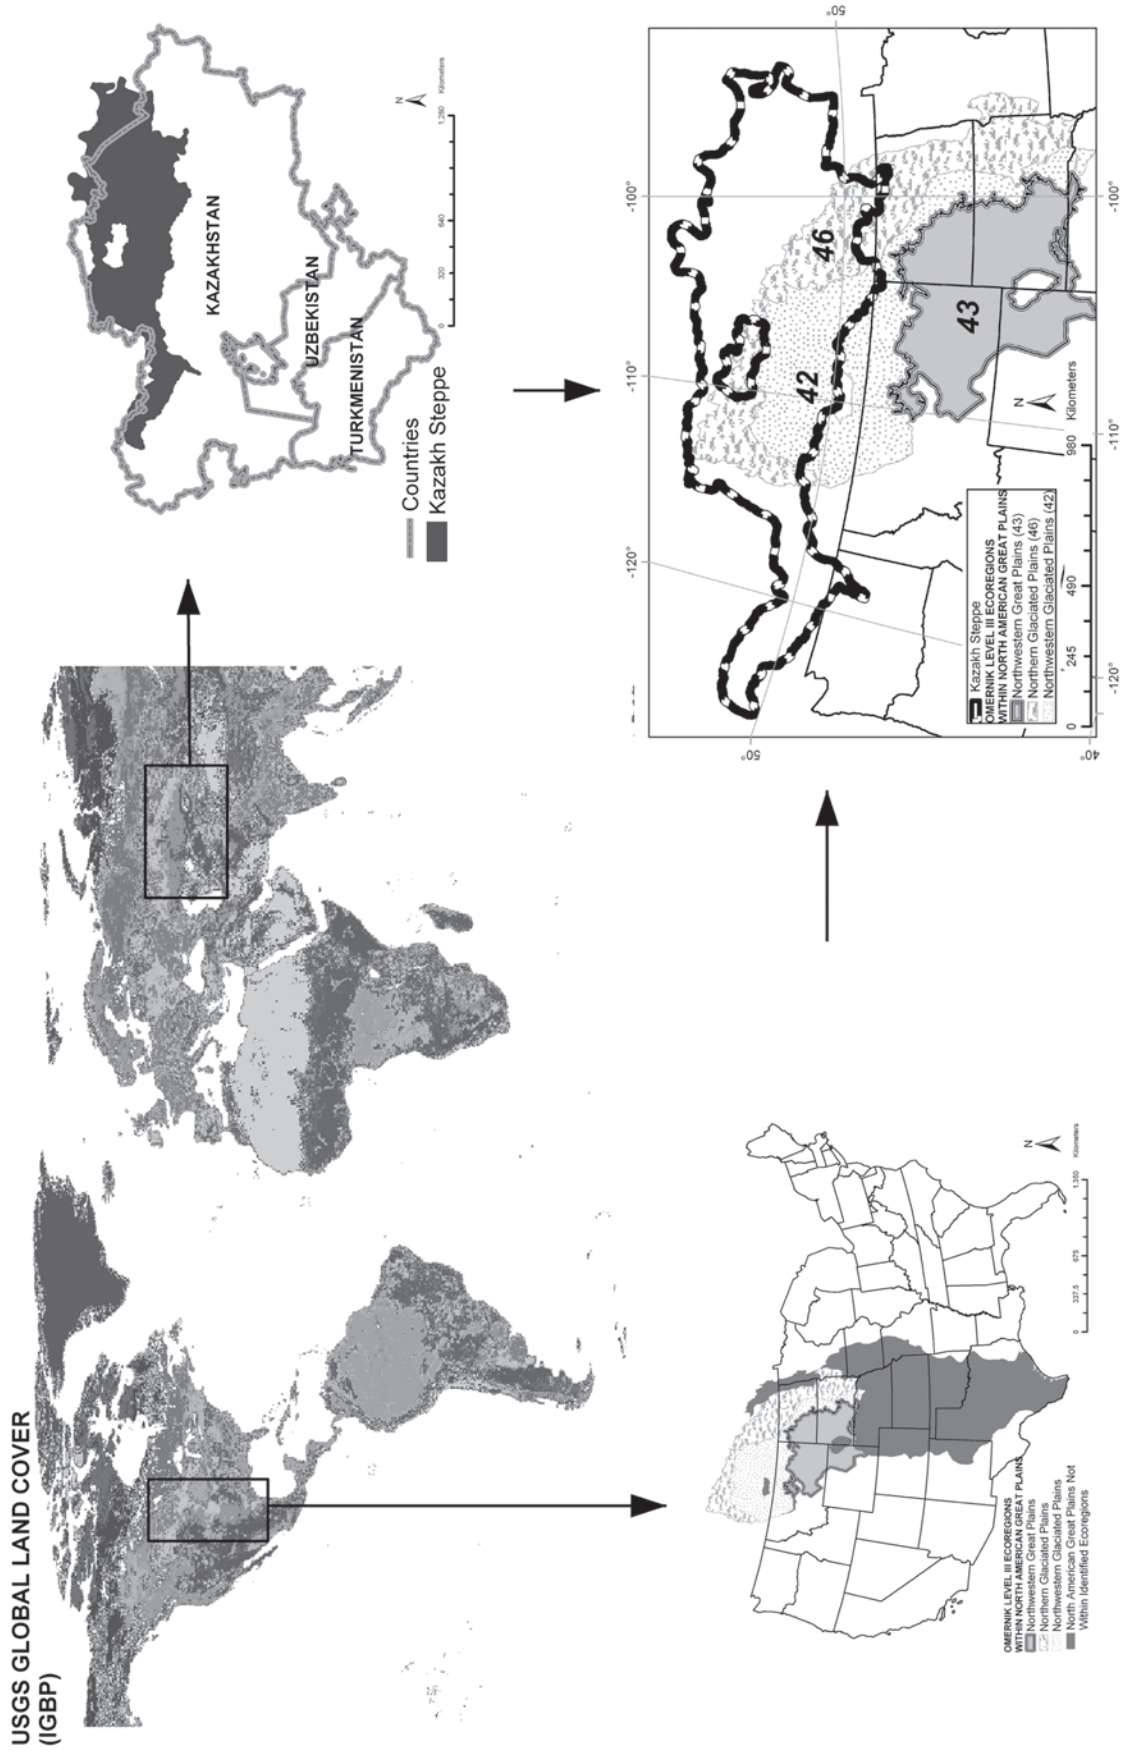 USGS GLOBAL LAND COVER
(IGBP)
KAZAKHSTAN
UZBEKISTAN
TURKMENISTAN
Countries
Kazakh Steppe
N
0
320
640
1,280
Kilometers
OMERNIK LEVEL III ECOREGIONS
WITHIN NORTH AMERICAN GREAT PLAINS
Northwestern Great Plains
Northern Glaciated Plains
Northwestern Glaciated Plains
North American Great Plains Not
Within Identified Ecoregions
N
0
337.5
675
1,350
Kilometers
-120°
-110°
-100°
50°
50°
42
46
43
Kazakh Steppe
OMERNIK LEVEL III ECOREGIONS
WITHIN NORTH AMERICAN GREAT PLAINS
Northwestern Great Plains (43)
Northern Glaciated Plains (46)
Northwestern Glaciated Plains (42)
N
0
245
490
980
Kilometers
40°
-120°
-110°
-100°